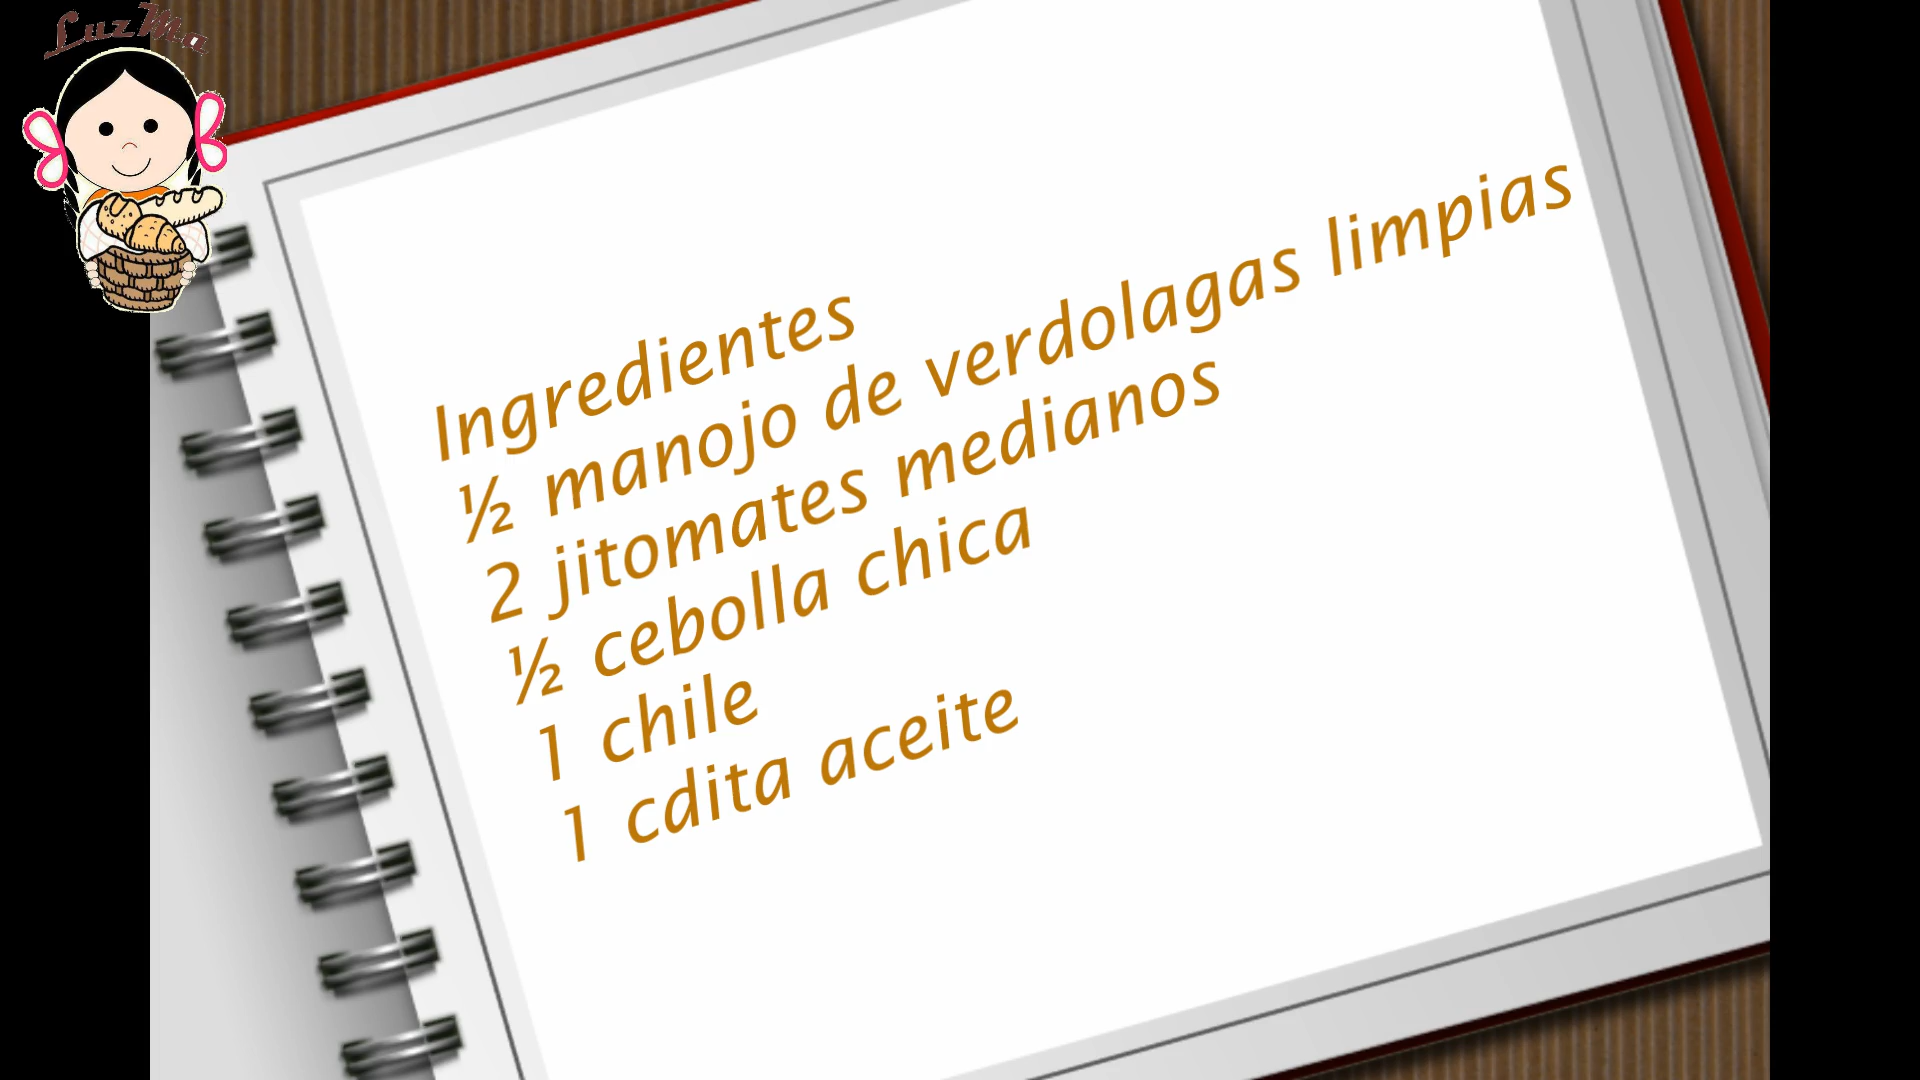 LuzMa
Ingredientes
½ manojo de verdolagas limpias
2 jitomates medianos
½ cebolla chica
1 chile
1 cdita aceite